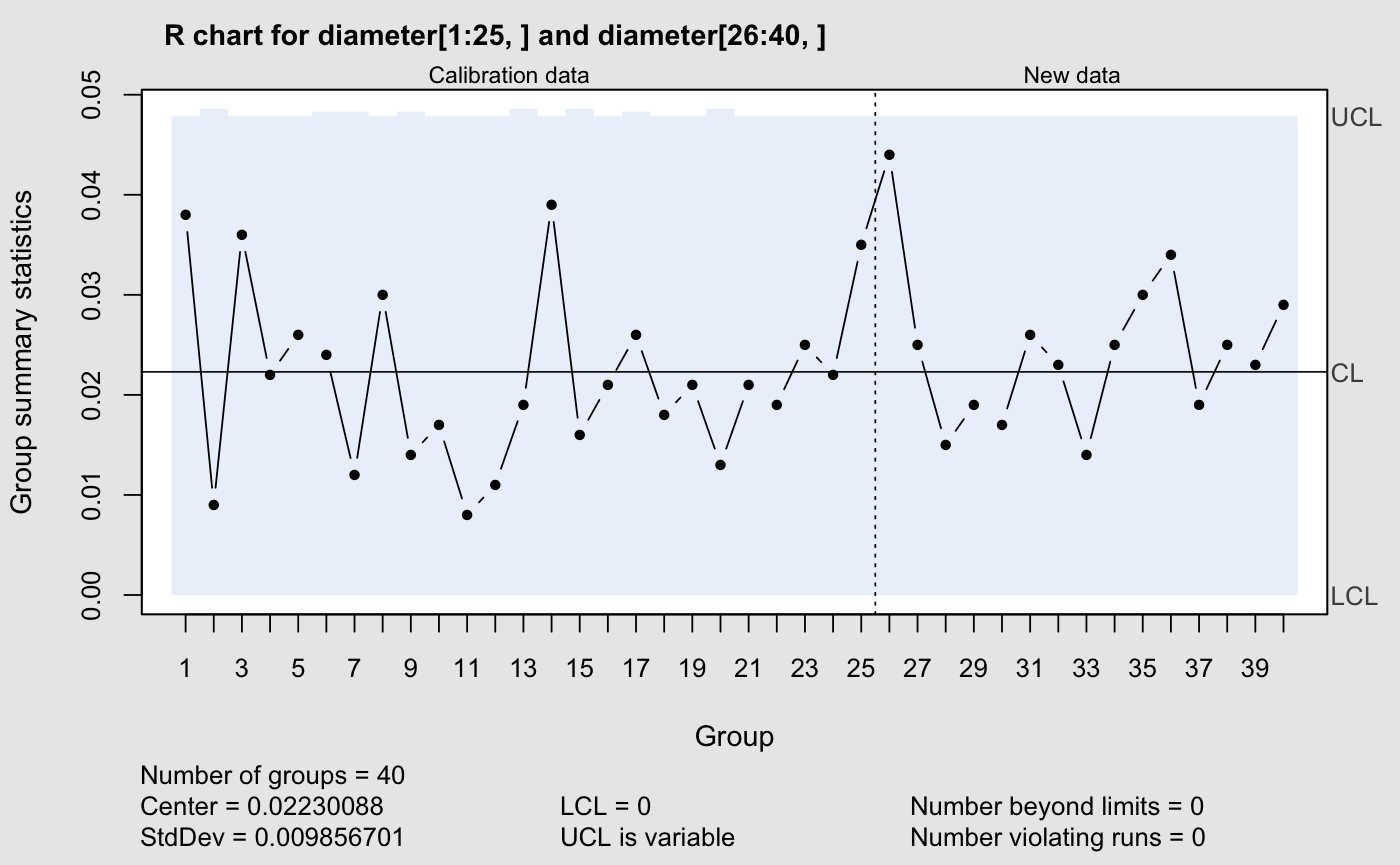 R chart for diameter[1:25, ] and diameter[26:40, ]
Calibration data New data
Group summary statistics
0.05
0.04
0.03
0.02
0.01
0.00
UCL
CL
LCL
1 3 5 7 9 11 13 15 17 19 21 23 25 27 29 31 33 35 37 39
Group
Number of groups = 40
Center = 0.02230088 LCL = 0 Number beyond limits = 0
StdDev = 0.009856701 UCL is variable Number violating runs = 0